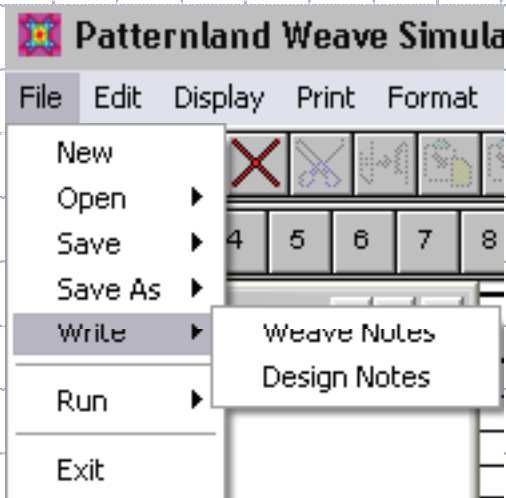 Patternland Weave Simula
File Edit Display Print Format
New
Open
4 5 6 7 8
Save
Save As
Write
Weave Notes
Design Notes
Run
Exit